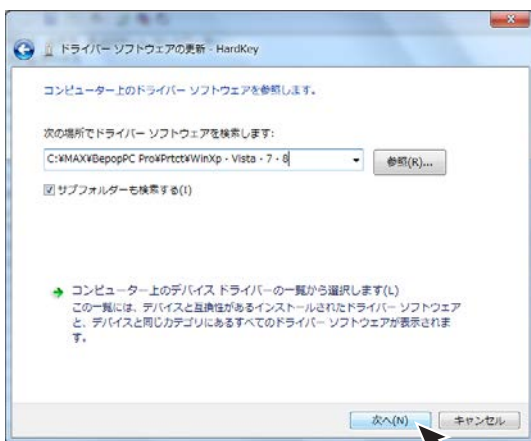 ドライバー ソフトウェアの更新 - HardKey
コンピューター上のドライバー ソフトウェアを参照します。
次の場所でドライバー ソフトウェアを検索します:
C:¥MAX¥BepopPC Pro¥Prtct¥WinXp・Vista・7・8
参照(R)...
サブフォルダーも検索する(I)
コンピューター上のデバイス ドライバーの一覧から選択します(L)
この一覧には、デバイスと互換性があるインストールされたドライバー ソフトウェア
と、デバイスと同じカテゴリにあるすべてのドライバー ソフトウェアが表示されま
す。
次へ(N)
キャンセル